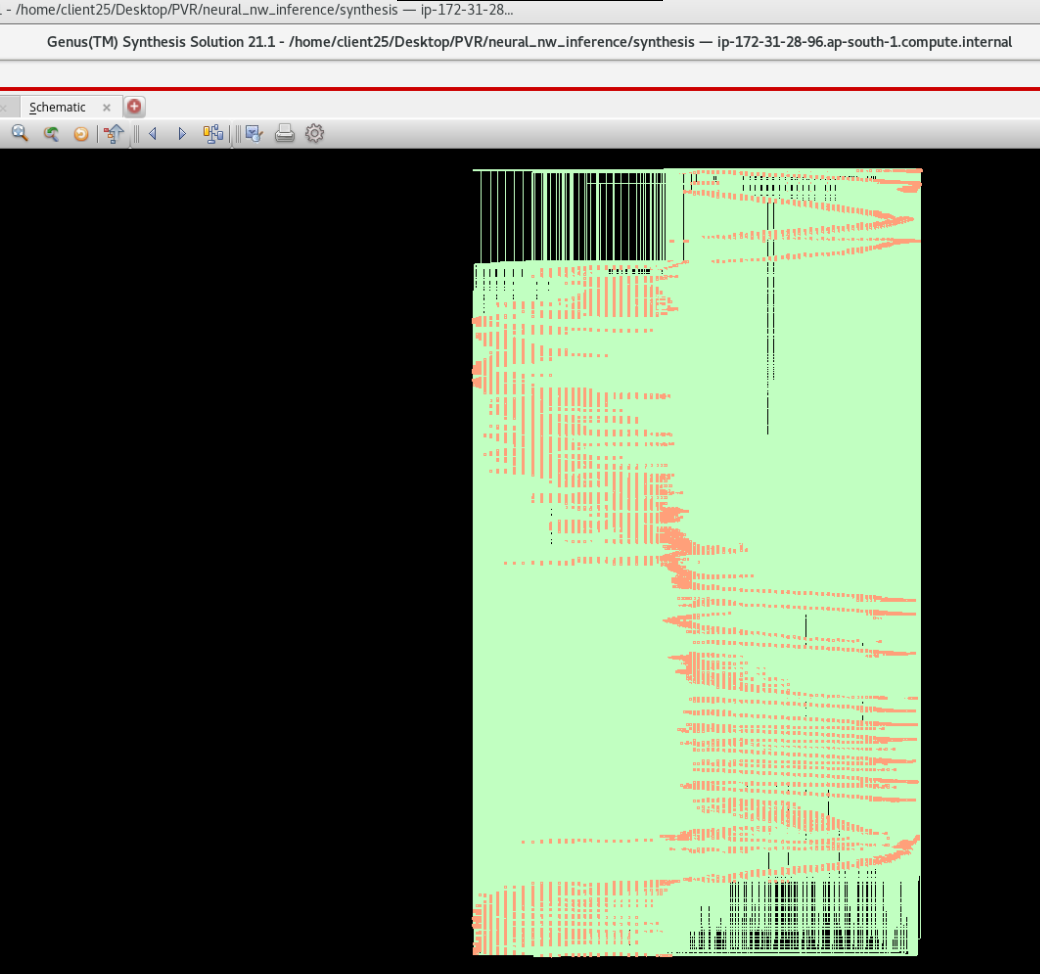 - /home/client25/Desktop/PVR/neural_nw_inference/synthesis — ip-172-31-28...
Genus(TM) Synthesis Solution 21.1 - /home/client25/Desktop/PVR/neural_nw_inference/synthesis — ip-172-31-28-96.ap-south-1.compute.internal
Schematic